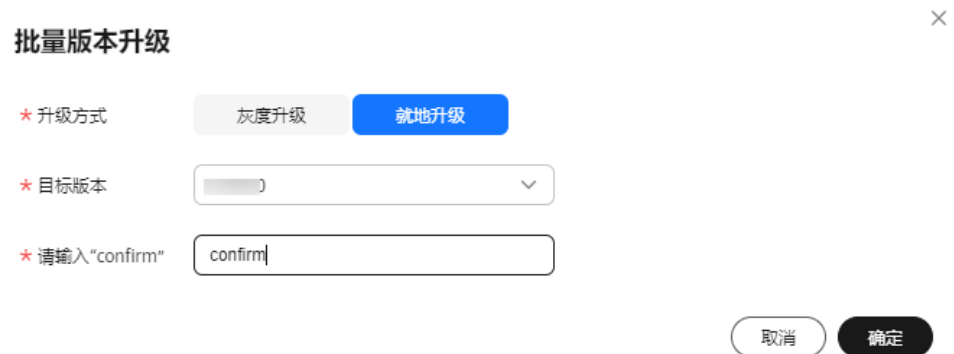 批量版本升级
* 升级方式 灰度升级 就地升级
* 目标版本 0
* 请输入“confirm” confirm
取消 确定